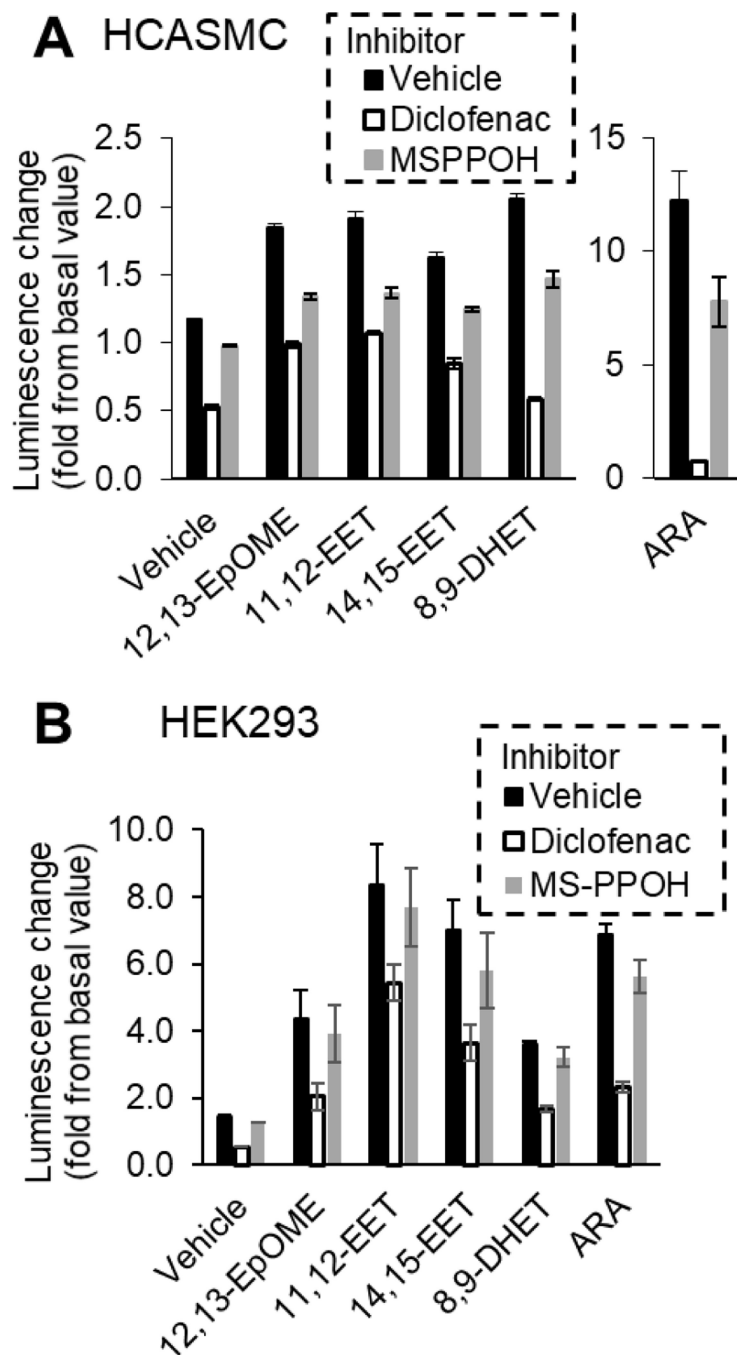 A HCASMC
Inhibitor
Vehicle
Diclofenac
MSPPOH
Luminescence change
(fold from basal value)
2.5
2.0
1.5
1.0
0.5
0.0
15
10
5
0
Vehicle
12,13-EpOME
11,12-EET
14,15-EET
8,9-DHET
ARA
B HEK293
Inhibitor
Vehicle
Diclofenac
MS-PPOH
Luminescence change
(fold from basal value)
10.0
8.0
6.0
4.0
2.0
0.0
Vehicle
12,13-EpOME
11,12-EET
14,15-EET
8,9-DHET
ARA